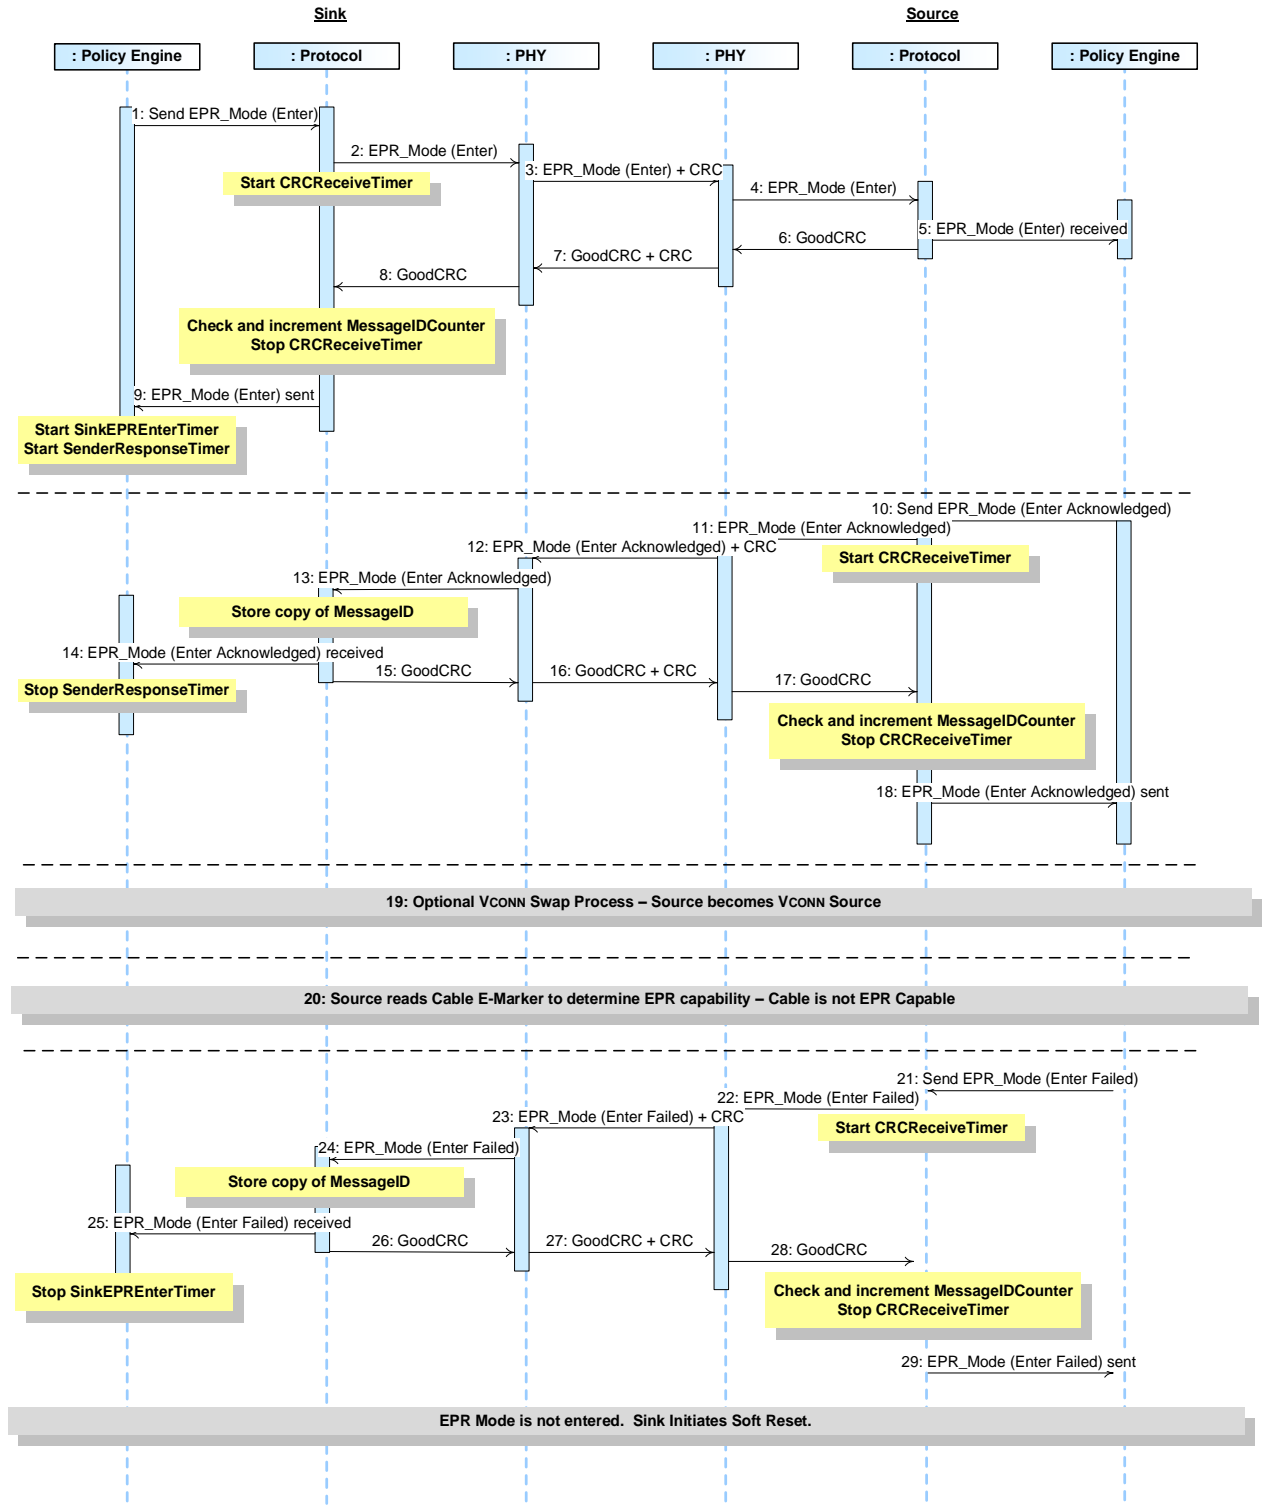 Sink
Source
: Policy Engine
: Protocol
: PHY
: PHY
: Protocol
: Policy Engine
1: Send EPR_Mode (Enter)
2: EPR_Mode (Enter)
Start CRCReceiveTimer
3: EPR_Mode (Enter) + CRC
4: EPR_Mode (Enter)
5: EPR_Mode (Enter) received
6: GoodCRC
7: GoodCRC + CRC
8: GoodCRC
Check and increment MessageIDCounter
Stop CRCReceiveTimer
9: EPR_Mode (Enter) sent
Start SinkEPREnterTimer
Start SenderResponseTimer
10: Send EPR_Mode (Enter Acknowledged)
11: EPR_Mode (Enter Acknowledged)
Start CRCReceiveTimer
12: EPR_Mode (Enter Acknowledged) + CRC
13: EPR_Mode (Enter Acknowledged)
Store copy of MessageID
14: EPR_Mode (Enter Acknowledged) received
15: GoodCRC
16: GoodCRC + CRC
17: GoodCRC
Stop SenderResponseTimer
Check and increment MessageIDCounter
Stop CRCReceiveTimer
18: EPR_Mode (Enter Acknowledged) sent
19: Optional VCONN Swap Process – Source becomes VCONN Source
20: Source reads Cable E-Marker to determine EPR capability – Cable is not EPR Capable
21: Send EPR_Mode (Enter Failed)
22: EPR_Mode (Enter Failed)
Start CRCReceiveTimer
23: EPR_Mode (Enter Failed) + CRC
24: EPR_Mode (Enter Failed)
Store copy of MessageID
25: EPR_Mode (Enter Failed) received
26: GoodCRC
27: GoodCRC + CRC
28: GoodCRC
Stop SinkEPREnterTimer
Check and increment MessageIDCounter
Stop CRCReceiveTimer
29: EPR_Mode (Enter Failed) sent
EPR Mode is not entered.  Sink Initiates Soft Reset.